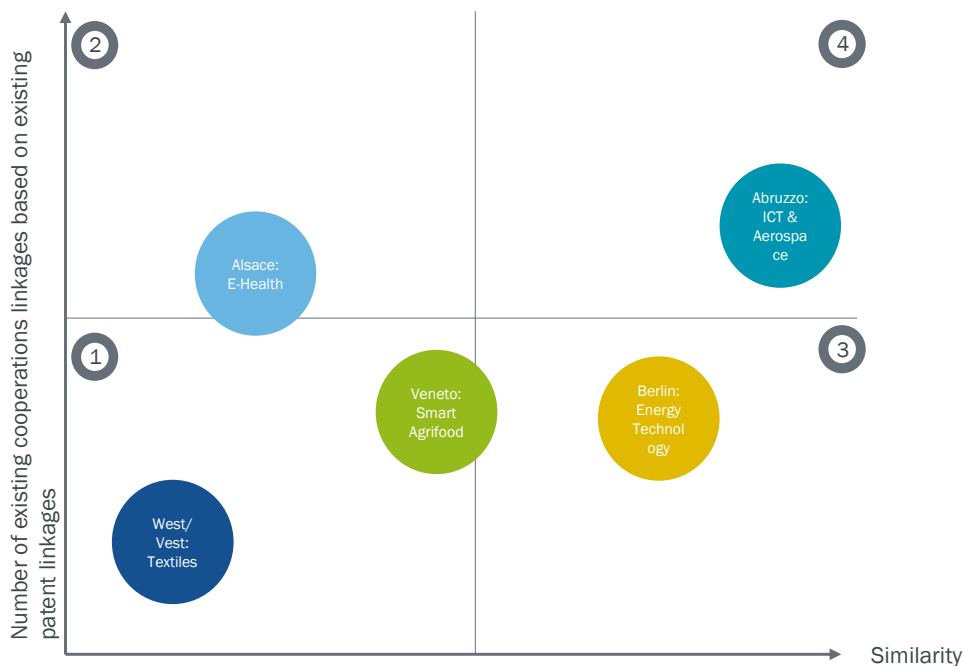 Number of existing cooperations linkages based on existing
patent linkages
2
4
Abruzzo:
ICT &
Aerospa
ce
Alsace:
E-Health
1
3
Veneto:
Smart
Agrifood
Berlin:
Energy
Technol
ogy
West/
Vest:
Textiles
Similarity